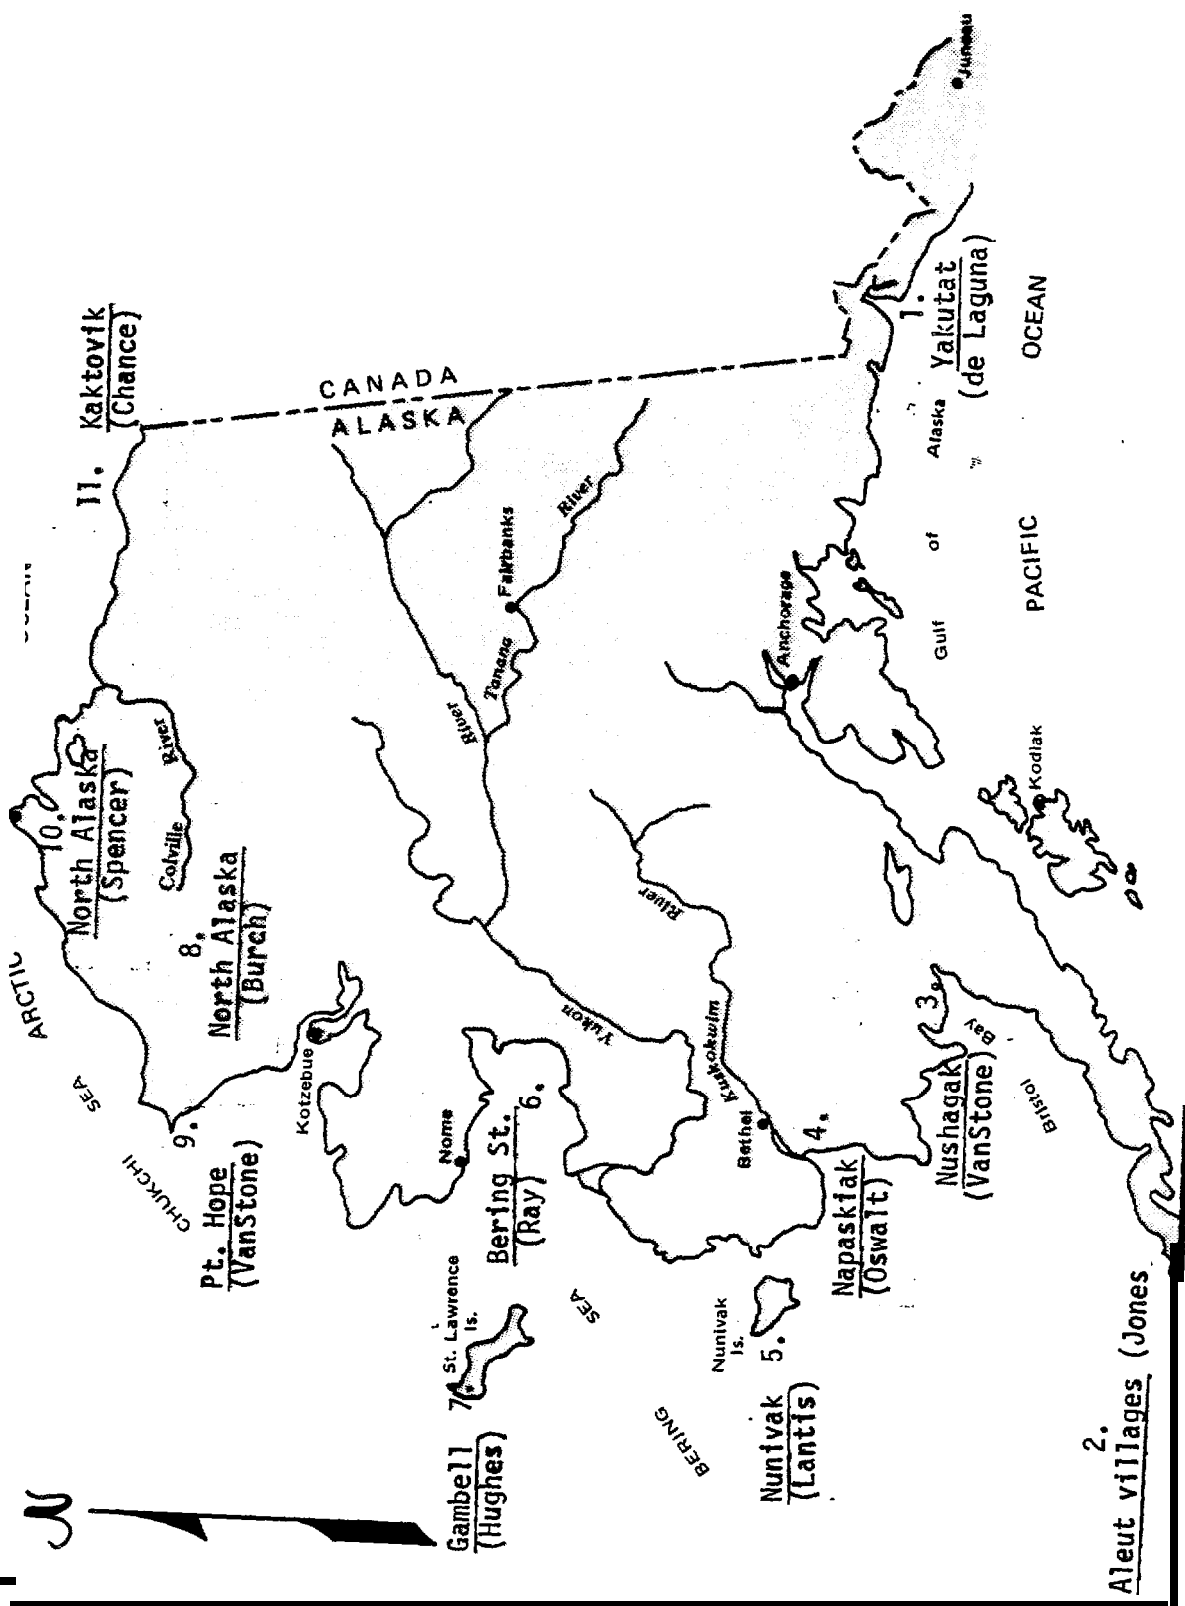 N
ARCTIC
CHUKCHI
SEA
10.
North Alaska
(Spencer)
Colville
River
11.
Kaktovik
(Chance)
8.
North Alaska
(Burch)
9.
Pt. Hope
(VanStone)
Kotzebue
CANADA
ALASKA
Nome
Bering St.
6.
(Ray)
7
St. Lawrence
Is.
Gambell
(Hughes)
Yukon
River
Tanana
River
Fairbanks
BERING
SEA
Nunivak
Is.
5.
Nunivak
(Lantis)
Kuskokwim
River
Bethel
4.
Napaskiak
(Oswalt)
3.
Nushagak
(VanStone)
Bristol
Bay
Anchorage
Kodiak
Gulf
of
Alaska
1.
Yakutat
(de Laguna)
Juneau
PACIFIC
OCEAN
2.
Aleut villages (Jones